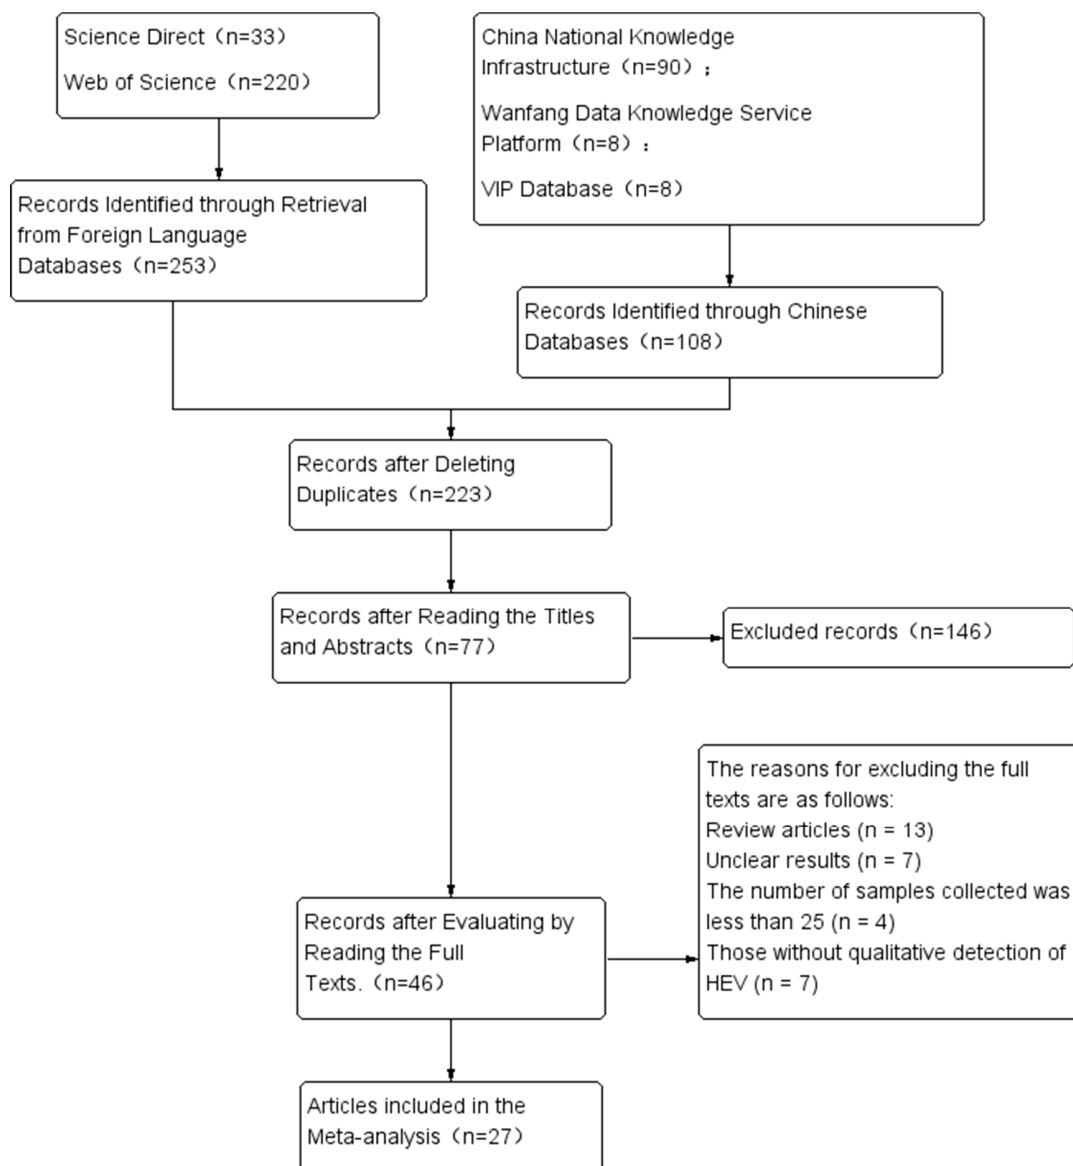 Science Direct（n=33）
Web of Science（n=220）
China National Knowledge
Infrastructure（n=90）；
Wanfang Data Knowledge Service
Platform（n=8）：
VIP Database（n=8）
Records Identified through Retrieval
from Foreign Language
Databases（n=253）
Records Identified through Chinese
Databases（n=108）
Records after Deleting
Duplicates（n=223）
Records after Reading the Titles
and Abstracts（n=77）
Excluded records（n=146）
The reasons for excluding the full
texts are as follows:
Review articles (n = 13)
Unclear results (n = 7)
The number of samples collected was
less than 25 (n = 4)
Those without qualitative detection of
HEV (n = 7)
Records after Evaluating by
Reading the Full
Texts.（n=46）
Articles included in the
Meta-analysis（n=27）